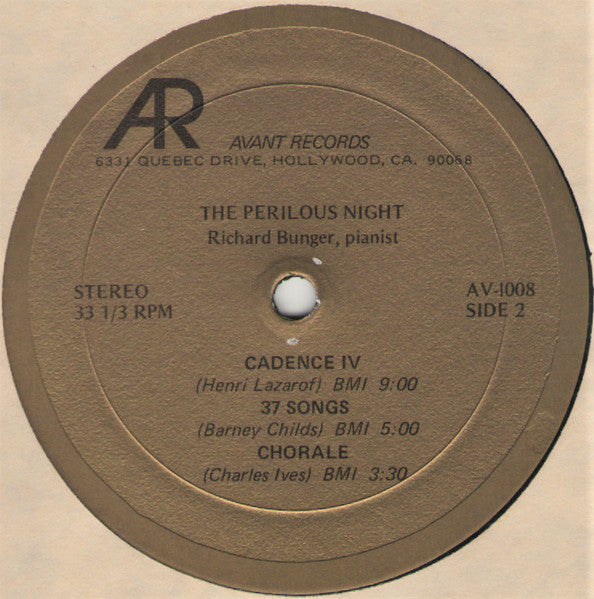 AR
AVANT RECORDS
6331 QUEBEC DRIVE, HOLLYWOOD, CA. 90068
THE PERILOUS NIGHT
Richard Bunger, pianist
STEREO
33 1/3 RPM
AV-1008
SIDE 2
CADENCE IV
(Henri Lazarof) BMI 9:00
37 SONGS
(Barney Childs) BMI 5:00
CHORALE
(Charles Ives) BMI 3:30